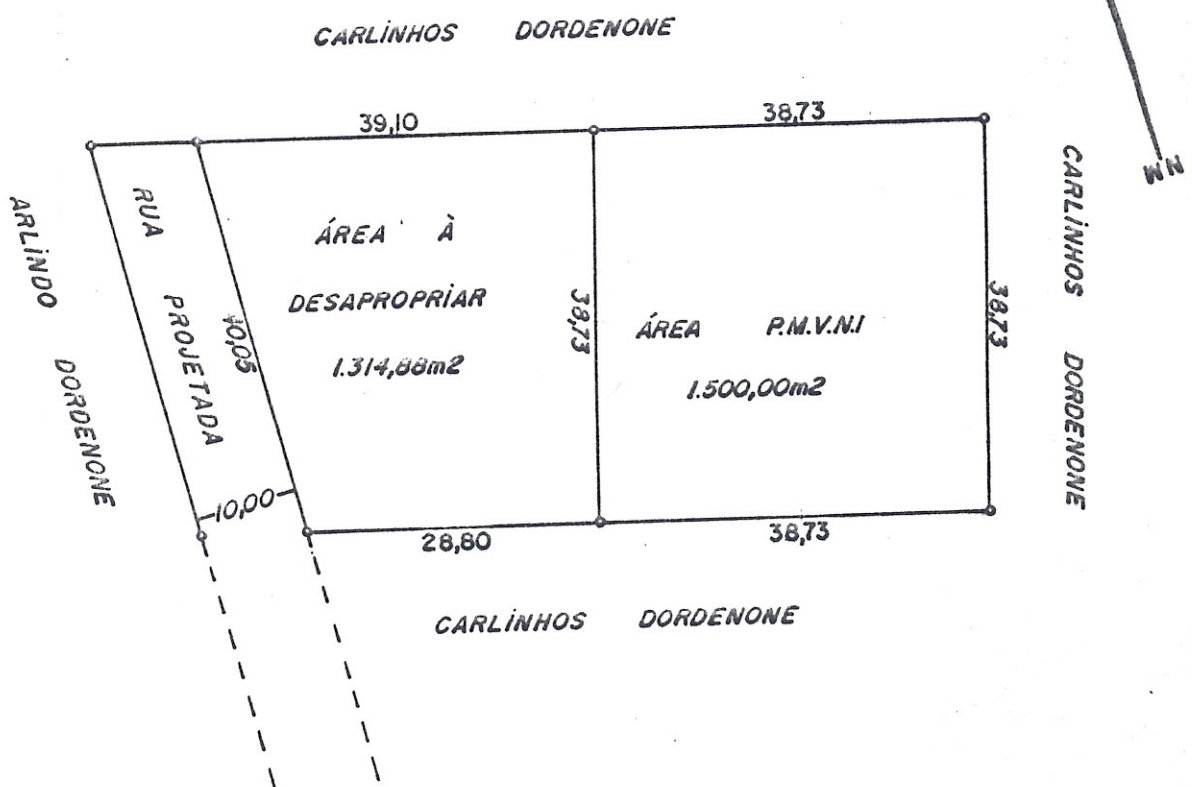 CARLINHOS DORDENONE
39,10
38,73
ARLINDO DORDENONE
RUA PROJETADA
40,05
10,00
ÁREA À
DESAPROPRIAR
1.314,88m2
38,73
ÁREA P.M.V.N.I
1.500,00m2
38,73
CARLINHOS DORDENONE
NM
28,80
38,73
CARLINHOS DORDENONE